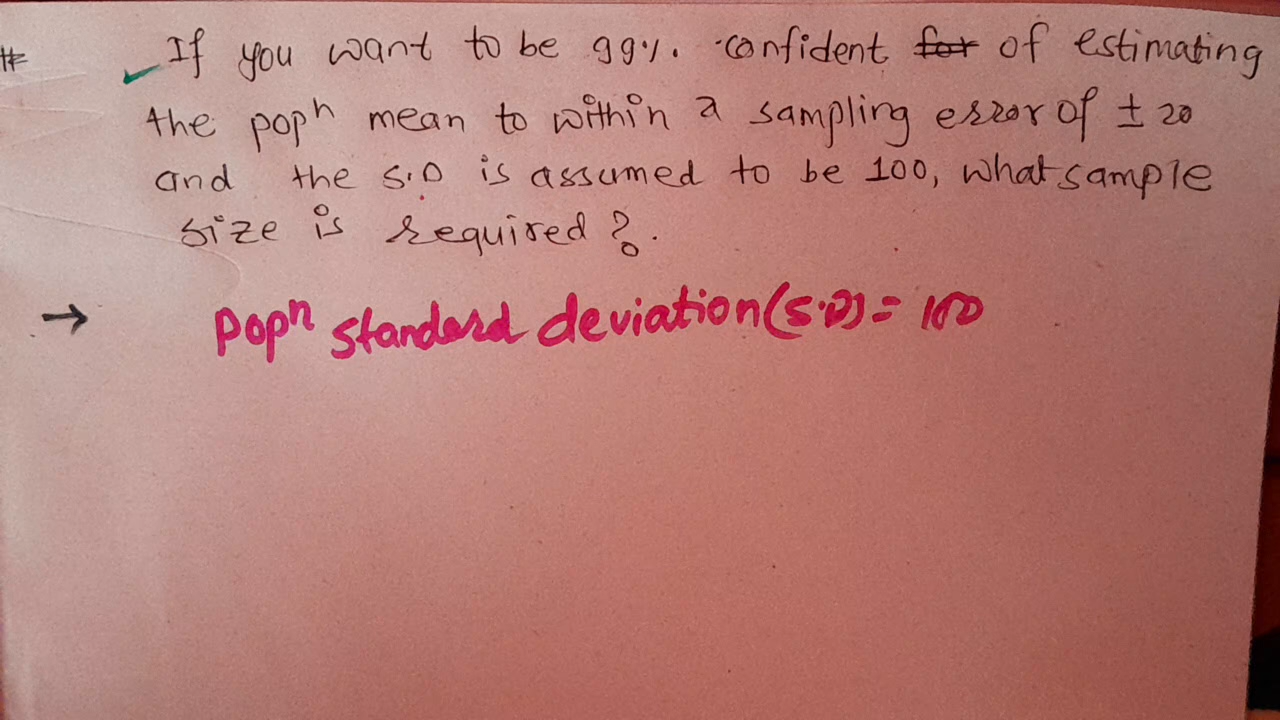 # If you want to be 99%. confident for of estimating
the popⁿ mean to within a sampling error of ± 20
and the S.D is assumed to be 100, what sample
size is required ?.
→ Popⁿ standard deviation(S.D) = 100